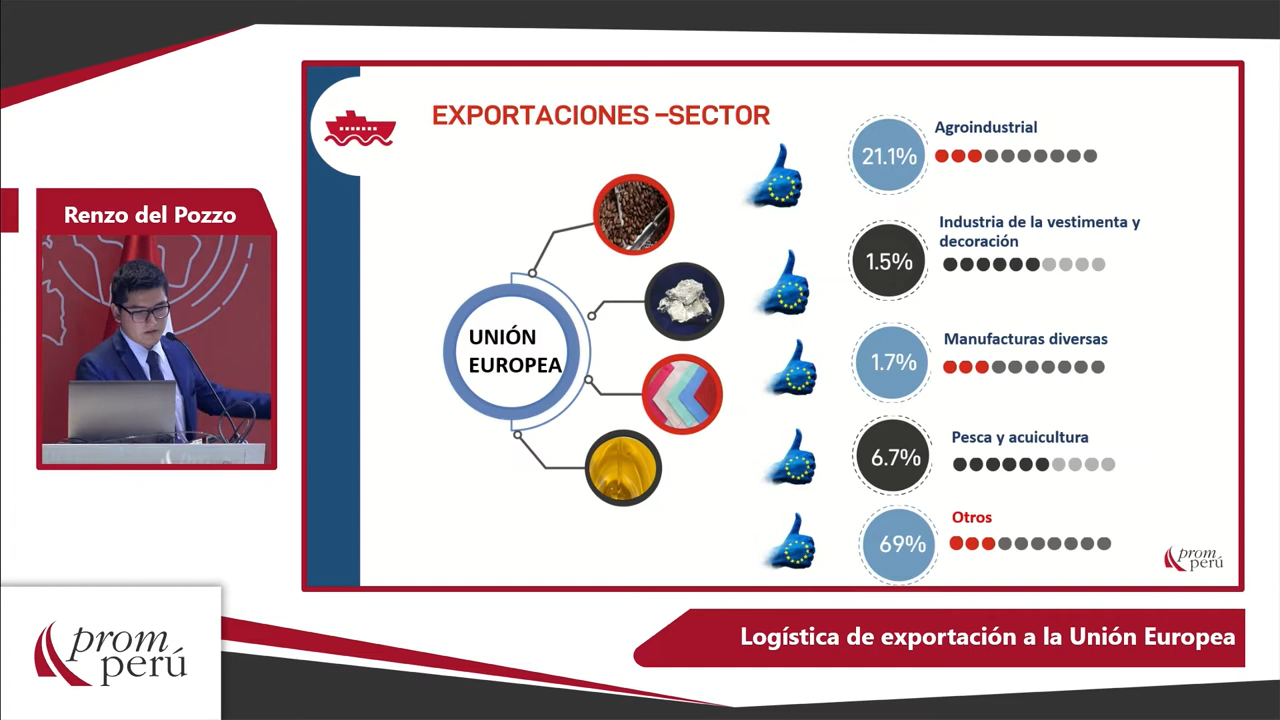 Renzo del Pozzo
EXPORTACIONES –SECTOR
UNIÓN
EUROPEA
21.1%
Agroindustrial
1.5%
Industria de la vestimenta y
decoración
1.7%
Manufacturas diversas
6.7%
Pesca y acuicultura
69%
Otros
prom
perú
prom
perú
Logística de exportación a la Unión Europea